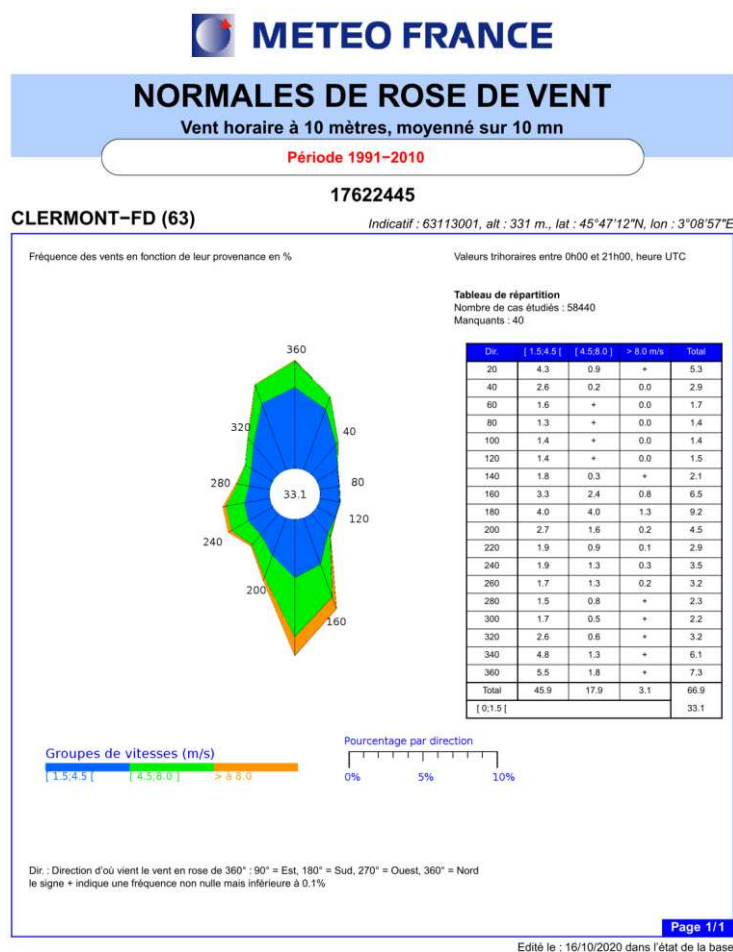 METEO FRANCE
NORMALES DE ROSE DE VENT
Vent horaire à 10 mètres, moyenné sur 10 mn
Période 1991−2010
17622445
CLERMONT−FD (63)
Indicatif : 63113001, alt : 331 m., lat : 45°47'12"N, lon : 3°08'57"E
Fréquence des vents en fonction de leur provenance en %
Valeurs trihoraires entre 0h00 et 21h00, heure UTC
Tableau de répartition
Nombre de cas étudiés : 58440
Manquants : 40
360
320
40
280
33.1
80
120
240
200
160
Dir. [ 1.5;4.5 [ [ 4.5;8.0 ] > 8.0 m/s Total
20 4.3 0.9 + 5.3
40 2.6 0.2 0.0 2.9
60 1.6 + 0.0 1.7
80 1.3 + 0.0 1.4
100 1.4 + 0.0 1.4
120 1.4 + 0.0 1.5
140 1.8 0.3 + 2.1
160 3.3 2.4 0.8 6.5
180 4.0 4.0 1.3 9.2
200 2.7 1.6 0.2 4.5
220 1.9 0.9 0.1 2.9
240 1.9 1.3 0.3 3.5
260 1.7 1.3 0.2 3.2
280 1.5 0.8 + 2.3
300 1.7 0.5 + 2.2
320 2.6 0.6 + 3.2
340 4.8 1.3 + 6.1
360 5.5 1.8 + 7.3
Total 45.9 17.9 3.1 66.9
[ 0;1.5 [ 33.1
Groupes de vitesses (m/s)
[ 1.5;4.5 [ [ 4.5;8.0 ] > à 8.0
Pourcentage par direction
0% 5% 10%
Dir. : Direction d'où vient le vent en rose de 360° : 90° = Est, 180° = Sud, 270° = Ouest, 360° = Nord
le signe + indique une fréquence non nulle mais inférieure à 0.1%
Page 1/1
Edité le : 16/10/2020 dans l'état de la base